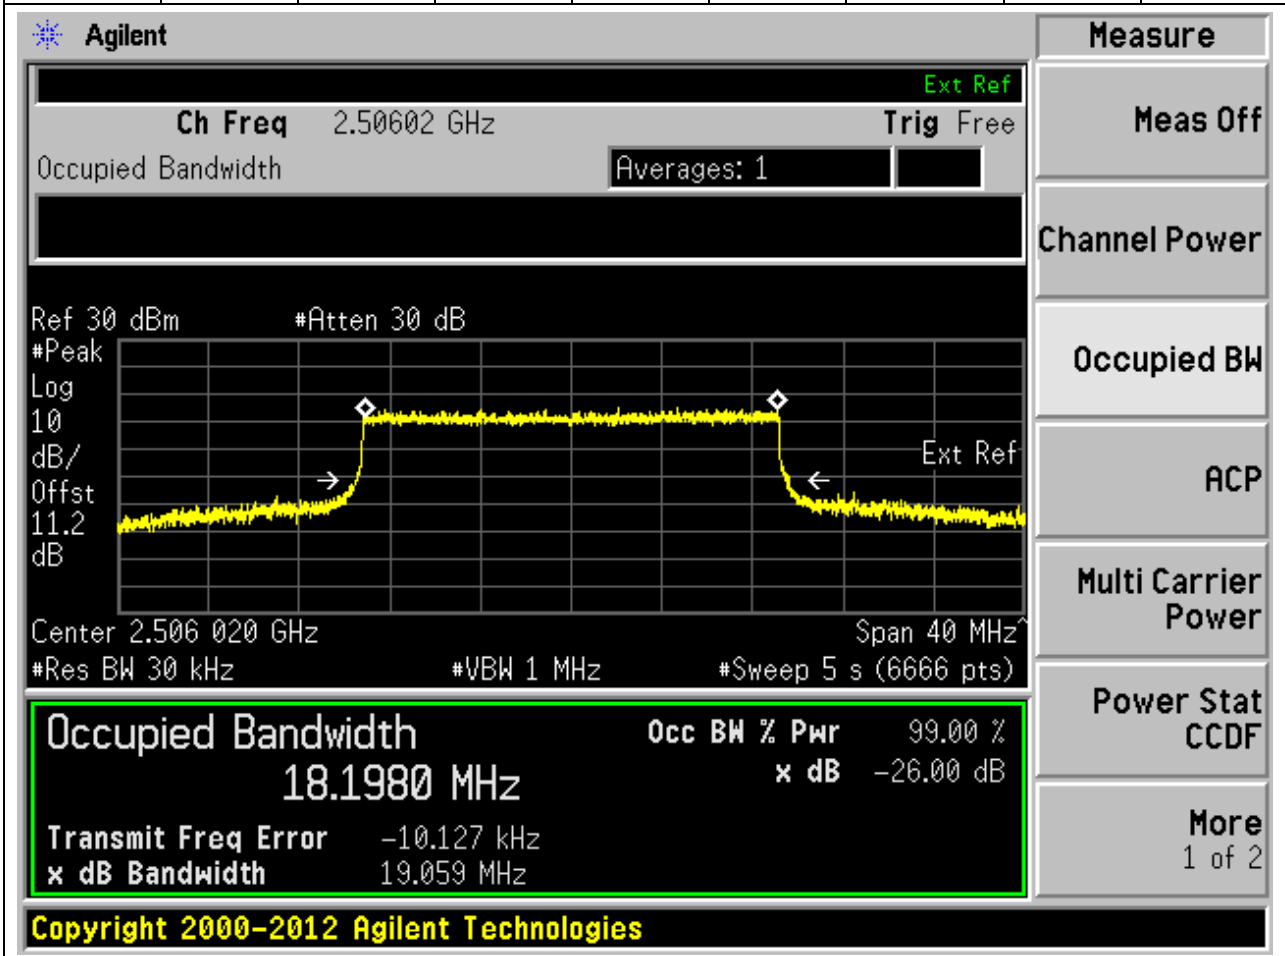 Agilent
Measure
Ext Ref
Ch Freq 2.50602 GHz Trig Free
Meas Off
Occupied Bandwidth Averages: 1
Channel Power
Ref 30 dBm #Atten 30 dB
#Peak
Log
10
dB/
Offst
11.2
dB
Ext Ref
Occupied BW
ACP
Center 2.506 020 GHz Span 40 MHz^
#Res BW 30 kHz #VBW 1 MHz #Sweep 5 s (6666 pts)
Multi Carrier
Power
Occupied Bandwidth Occ BW % Pwr 99.00 %
18.1980 MHz x dB -26.00 dB
Transmit Freq Error -10.127 kHz
x dB Bandwidth 19.059 MHz
Power Stat
CCDF
More
1 of 2
Copyright 2000-2012 Agilent Technologies